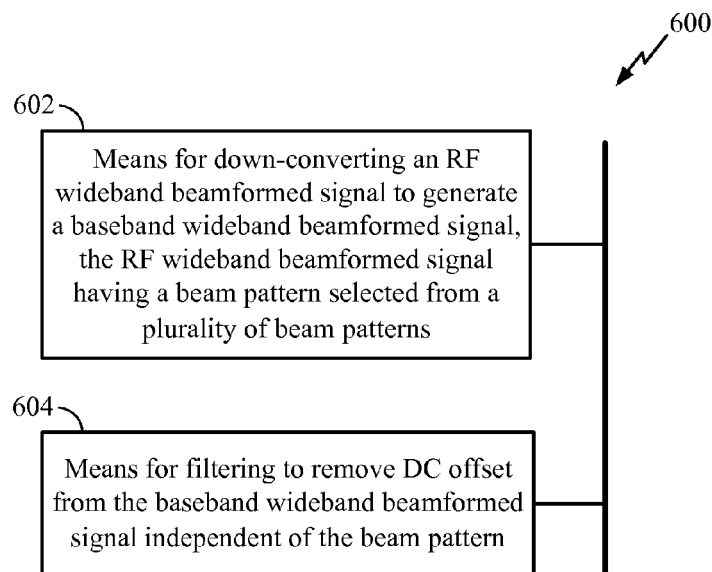 600
602
Means for down-converting an RF
wideband beamformed signal to generate
a baseband wideband beamformed signal,
the RF wideband beamformed signal
having a beam pattern selected from a
plurality of beam patterns
604
Means for filtering to remove DC offset
from the baseband wideband beamformed
signal independent of the beam pattern